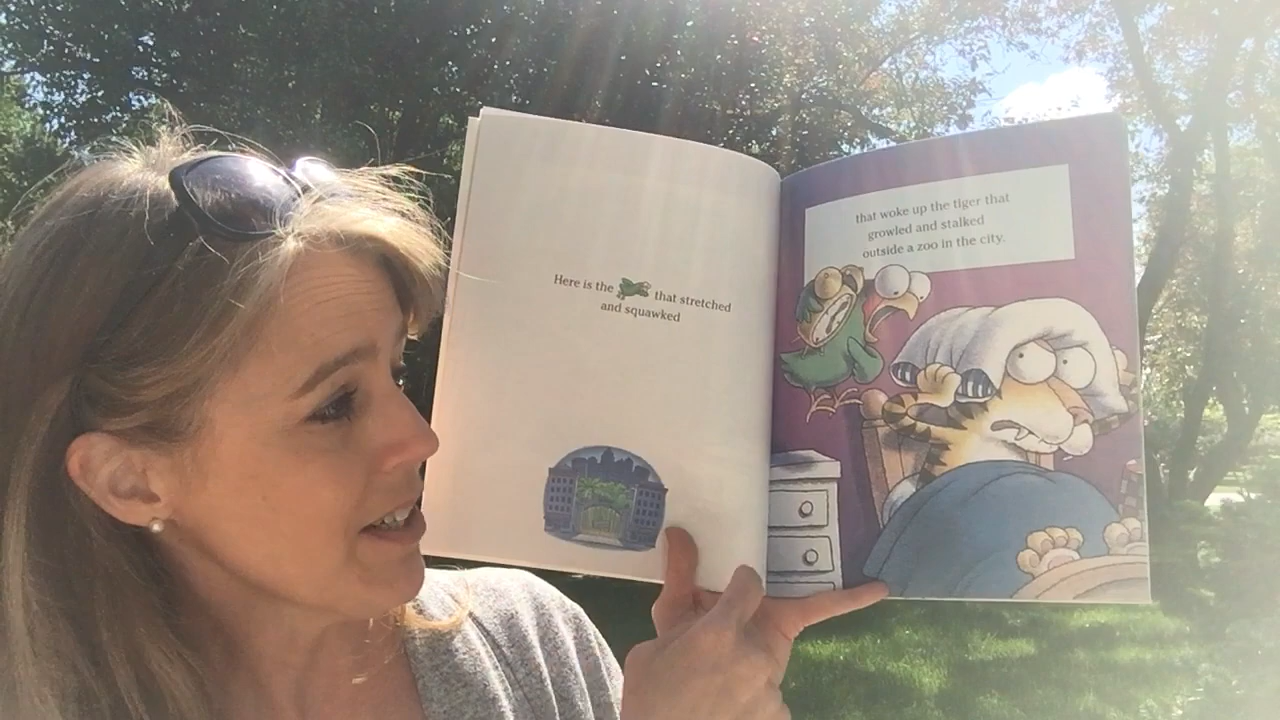 Here is the that stretched
and squawked
that woke up the tiger that
growled and stalked
outside a zoo in the city.